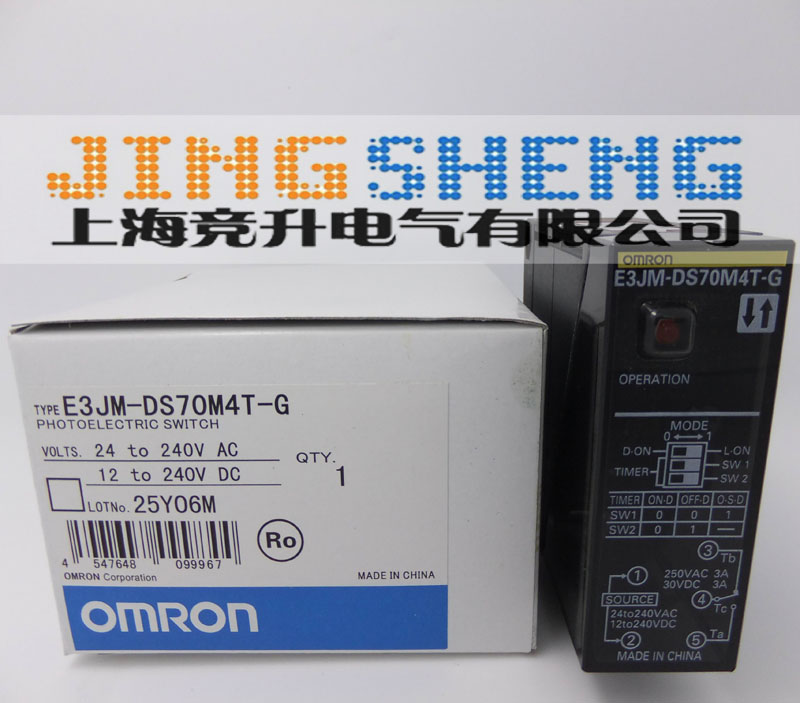 JINGSHENG
上海竞升电气有限公司
TYPE E3JM-DS70M4T-G
PHOTOELECTRIC SWITCH
VOLTS. 24 to 240V AC
12 to 240V DC
QTY. 1
LOTNo. 25Y06M
4 547648 099967
Ro
OMRON Corporation
MADE IN CHINA
OMRON
OMRON
E3JM-DS70M4T-G
OPERATION
MODE
0 1
D-ON L-ON
TIMER SW 1
SW 2
TIMER ON-D OFF-D O·S·D
SW1 0 0 1
SW2 0 1 —
3 Tb
1 250VAC 3A
30VDC 3A
4 Tc
SOURCE
24to240VAC
12to240VDC
2 5 Ta
MADE IN CHINA